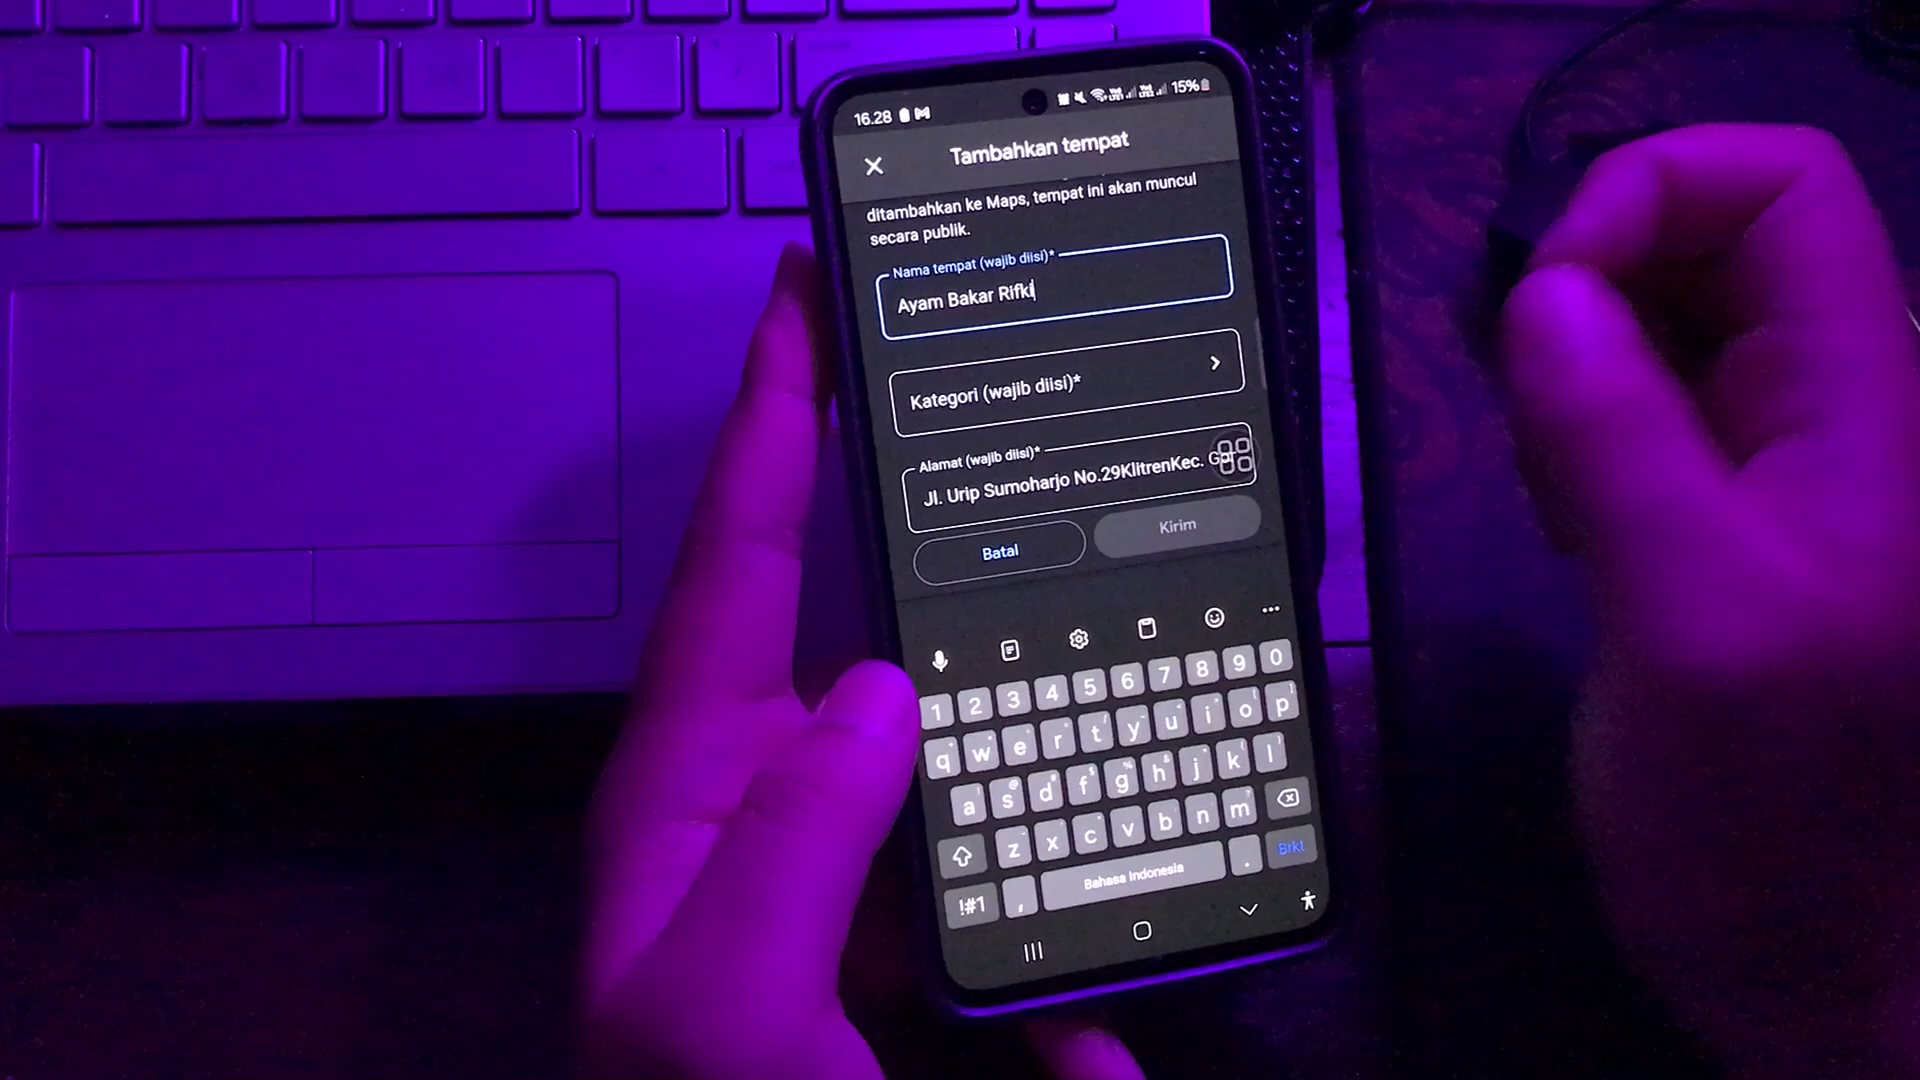 16.28
15%
Tambahkan tempat
ditambahkan ke Maps, tempat ini akan muncul
secara publik.
Nama tempat (wajib diisi)*
Ayam Bakar Rifki
Kategori (wajib diisi)*
Alamat (wajib diisi)*
Jl. Urip Sumoharjo No.29KlitrenKec.
Batal
Kirim
1 2 3 4 5 6 7 8 9 0
q w e r t y u i o p
a s d f g h j k l
z x c v b n m
!#1 , Bahasa Indonesia . Brkt